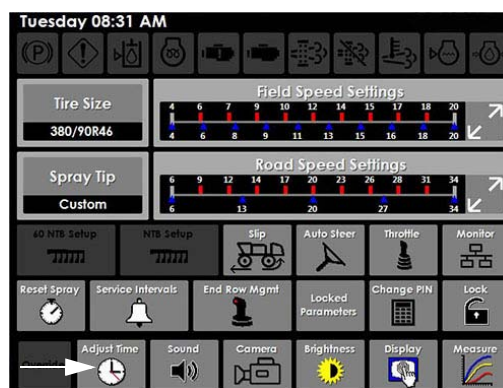 Tuesday 08:31 AM
Tire Size
380/90R46
Field Speed Settings
4 6 7 9 10 12 14 15 17 18 20
4 6 8 9 11 13 15 16 18 20
Spray Tip
Custom
Road Speed Settings
6 9 12 14 17 20 23 26 28 31 34
6 13 20 27 34
60 NTB Setup
NTB Setup
Slip
Auto Steer
Throttle
Monitor
Reset Spray
Service Intervals
End Row Mgmt
Locked
Parameters
Change PIN
Lock
Adjust Time
Sound
Camera
Brightness
Display
Measure